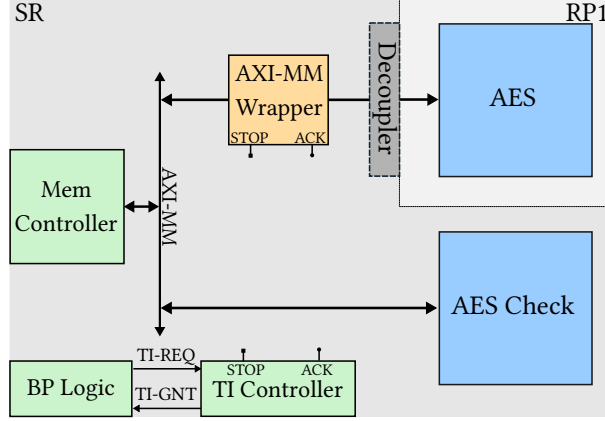 SR
RP1
AXI-MM
Wrapper
STOP
ACK
Decoupler
AES
Mem
Controller
AXI-MM
AES Check
TI-REQ
BP Logic
TI-GNT
STOP
ACK
TI Controller